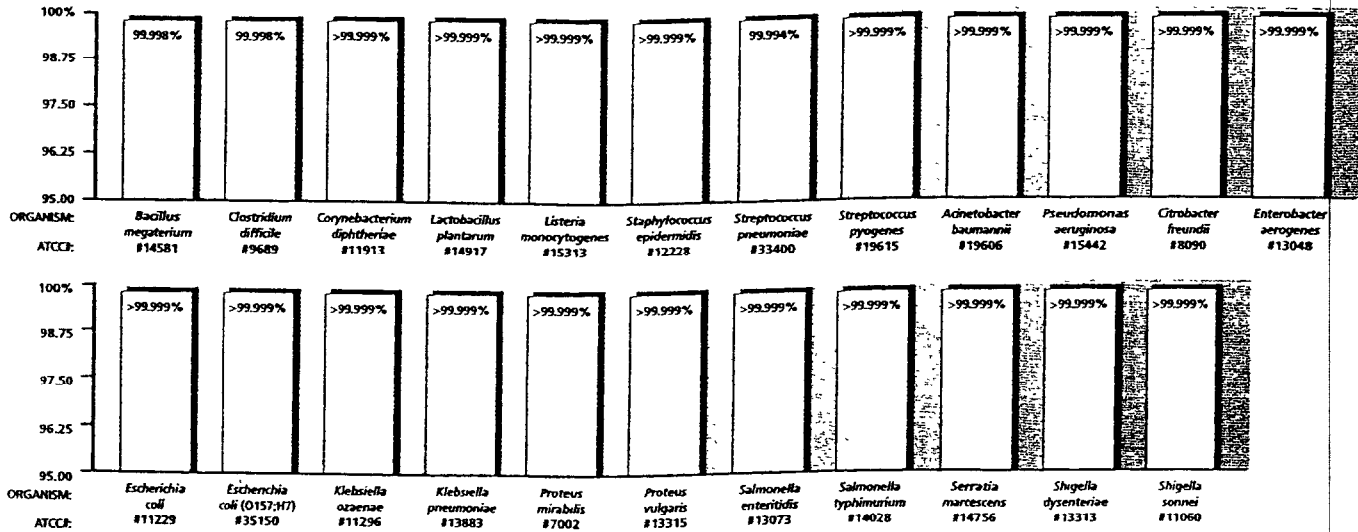 100%
98.75
97.50
96.25
95.00
99.998% 99.998% >99.999% >99.999% >99.999% >99.999% 99.994% >99.999% >99.999% >99.999% >99.999% >99.999%
ORGANISM: Bacillus Clostridium Corynebacterium Lactobacillus Listeria Staphylococcus Streptococcus Streptococcus Acinetobacter Pseudomonas Citrobacter Enterobacter
megaterium difficile diphtheriae plantarum monocytogenes epidermidis pneumoniae pyogenes baumannii aeruginosa freundii aerogenes
ATCC#: #14581 #9689 #11913 #14917 #15313 #12228 #33400 #19615 #19606 #15442 #8090 #13048
100%
98.75
97.50
96.25
95.00
>99.999% >99.999% >99.999% >99.999% >99.999% >99.999% >99.999% >99.999% >99.999% >99.999% >99.999%
ORGANISM: Escherichia Escherichia Klebsiella Klebsiella Proteus Proteus Salmonella Salmonella Serratia Shigella Shigella
coli coli (O157;H7) ozaenae pneumoniae mirabilis vulgaris enteritidis typhimurium marcescens dysenteriae sonnei
ATCC#: #11229 #35150 #11296 #13883 #7002 #13315 #13073 #14028 #14756 #13313 #11060